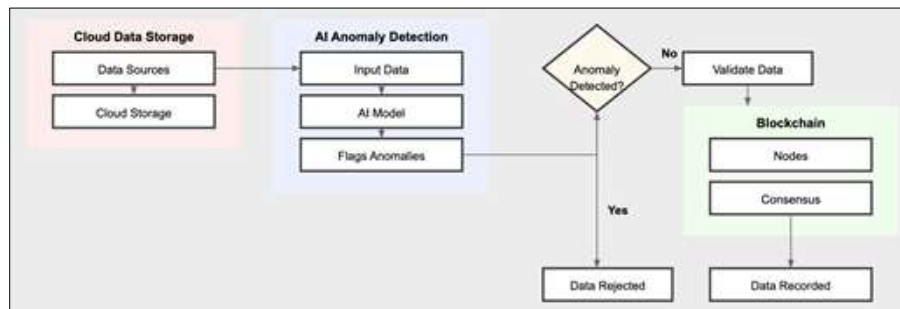 Cloud Data Storage
Data Sources
Cloud Storage
AI Anomaly Detection
Input Data
AI Model
Flags Anomalies
Anomaly
Detected?
No
Yes
Validate Data
Blockchain
Nodes
Consensus
Data Rejected
Data Recorded